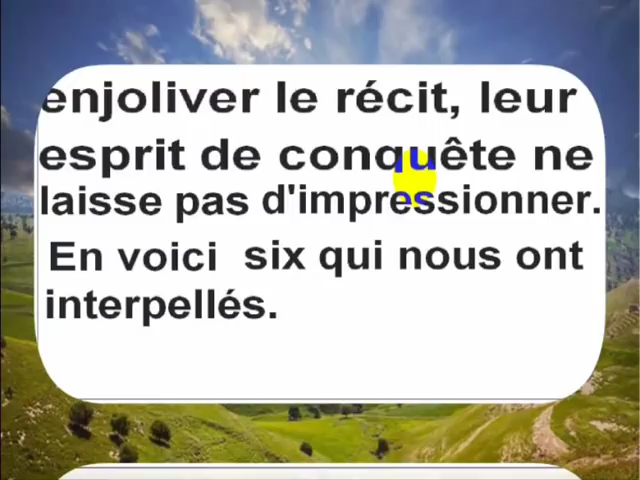 enjoliver le récit, leur
esprit de conquête ne
laisse pas d'impressionner.
En voici six qui nous ont
interpellés.